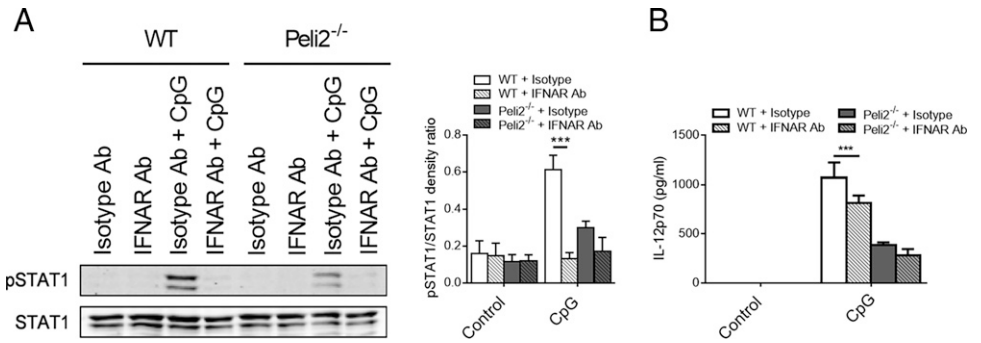 A
WT
Peli2-/-
Isotype Ab
IFNAR Ab
Isotype Ab + CpG
IFNAR Ab + CpG
Isotype Ab
IFNAR Ab
Isotype Ab + CpG
IFNAR Ab + CpG
pSTAT1
STAT1
WT + Isotype
WT + IFNAR Ab
Peli2-/- + Isotype
Peli2-/- + IFNAR Ab
pSTAT1/STAT1 density ratio
0.8
0.6
0.4
0.2
0.0
***
Control
CpG
B
WT + Isotype
WT + IFNAR Ab
Peli2-/- + Isotype
Peli2-/- + IFNAR Ab
IL-12p70 (pg/ml)
1500
1000
500
0
***
Control
CpG